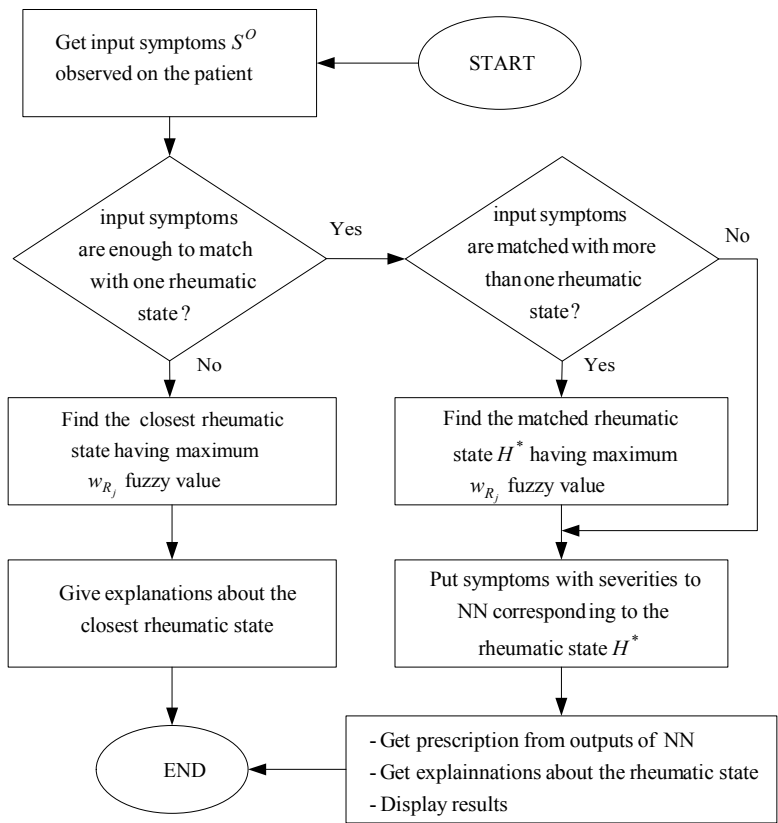 START
Get input symptoms S^O
observed on the patient
input symptoms
are enough to match
with one rheumatic
state ?
Yes
No
input symptoms
are matched with more
than one rheumatic
state?
No
Yes
Find the closest rheumatic
state having maximum
w_{R_j} fuzzy value
Find the matched rheumatic
state H^* having maximum
w_{R_j} fuzzy value
Give explanations about the
closest rheumatic state
Put symptoms with severities to
NN corresponding to the
rheumatic state H^*
- Get prescription from outputs of NN
- Get explainnations about the rheumatic state
- Display results
END